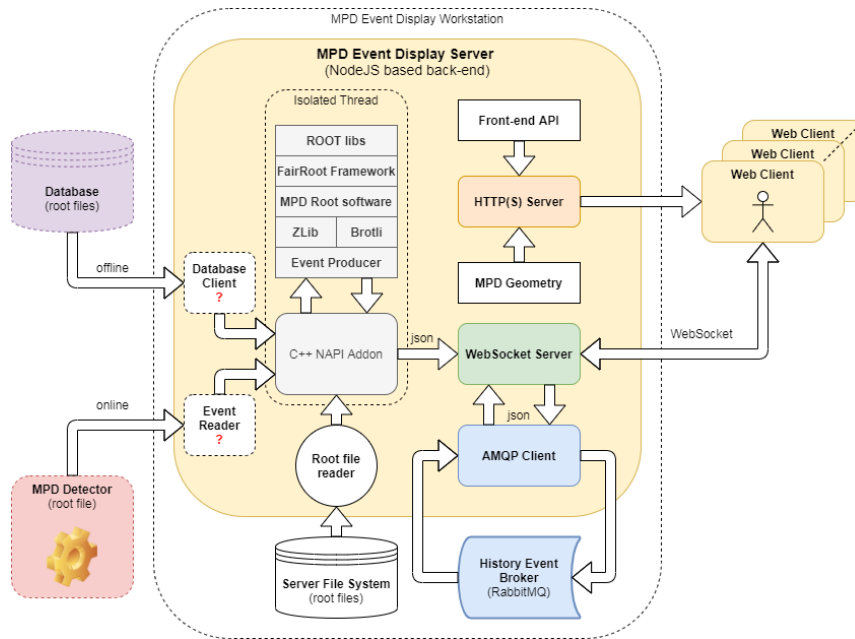 MPD Event Display Workstation
MPD Event Display Server
(NodeJS based back-end)
Isolated Thread
ROOT libs
FairRoot Framework
MPD Root software
ZLib
Brotli
Event Producer
Front-end API
HTTP(S) Server
MPD Geometry
Web Client
Web Client
Web Client
Database
(root files)
offline
Database
Client
?
C++ NAPI Addon
json
WebSocket Server
WebSocket
online
Event
Reader
?
json
Root file
reader
AMQP Client
MPD Detector
(root file)
Server File System
(root files)
History Event
Broker
(RabbitMQ)